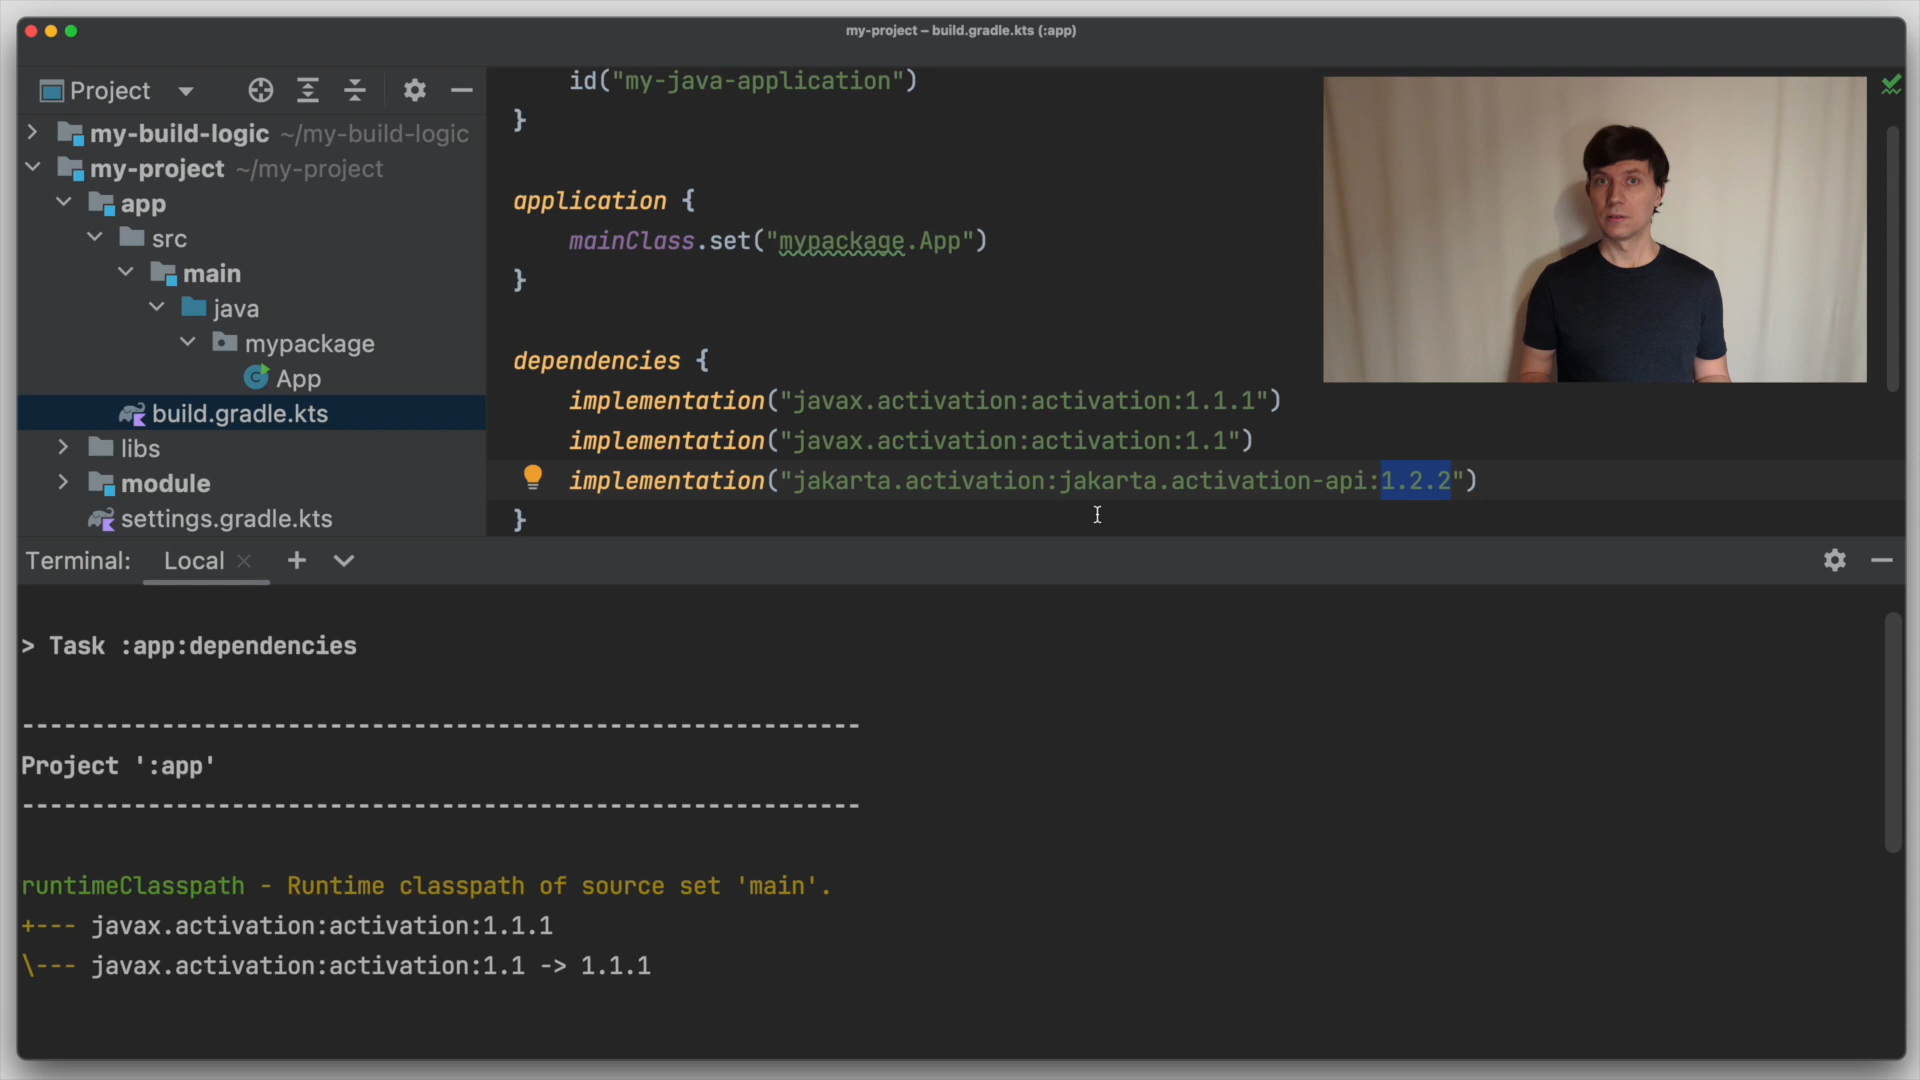 my-project – build.gradle.kts (:app)
Project
my-build-logic ~/my-build-logic
my-project ~/my-project
app
src
main
java
mypackage
App
build.gradle.kts
libs
module
settings.gradle.kts
id("my-java-application")
}
application {
mainClass.set("mypackage.App")
}
dependencies {
implementation("javax.activation:activation:1.1.1")
implementation("javax.activation:activation:1.1")
implementation("jakarta.activation:jakarta.activation-api:1.2.2")
}
Terminal: Local
> Task :app:dependencies
------------------------------------------------------------
Project ':app'
------------------------------------------------------------
runtimeClasspath - Runtime classpath of source set 'main'.
+--- javax.activation:activation:1.1.1
\--- javax.activation:activation:1.1 -> 1.1.1